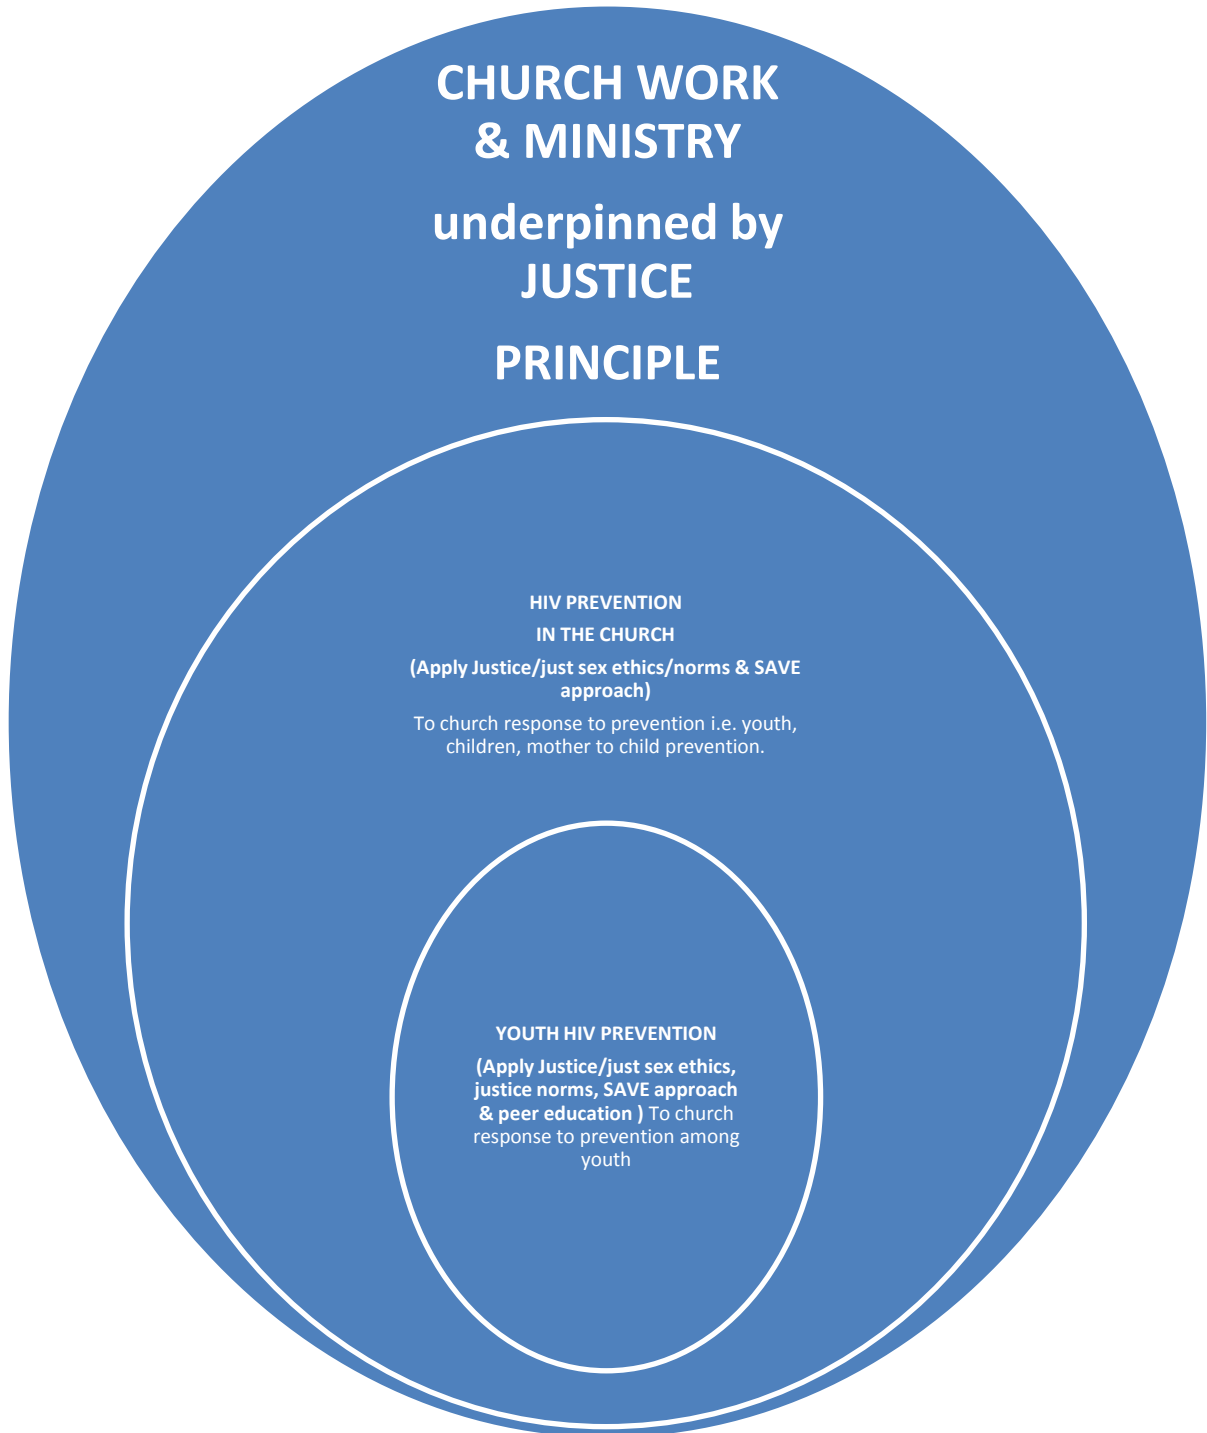 CHURCH WORK
& MINISTRY
underpinned by
JUSTICE
PRINCIPLE
HIV PREVENTION
IN THE CHURCH
(Apply Justice/just sex ethics/norms & SAVE
approach)
To church response to prevention i.e. youth,
children, mother to child prevention.
YOUTH HIV PREVENTION
(Apply Justice/just sex ethics,
justice norms, SAVE approach
& peer education ) To church
response to prevention among
youth